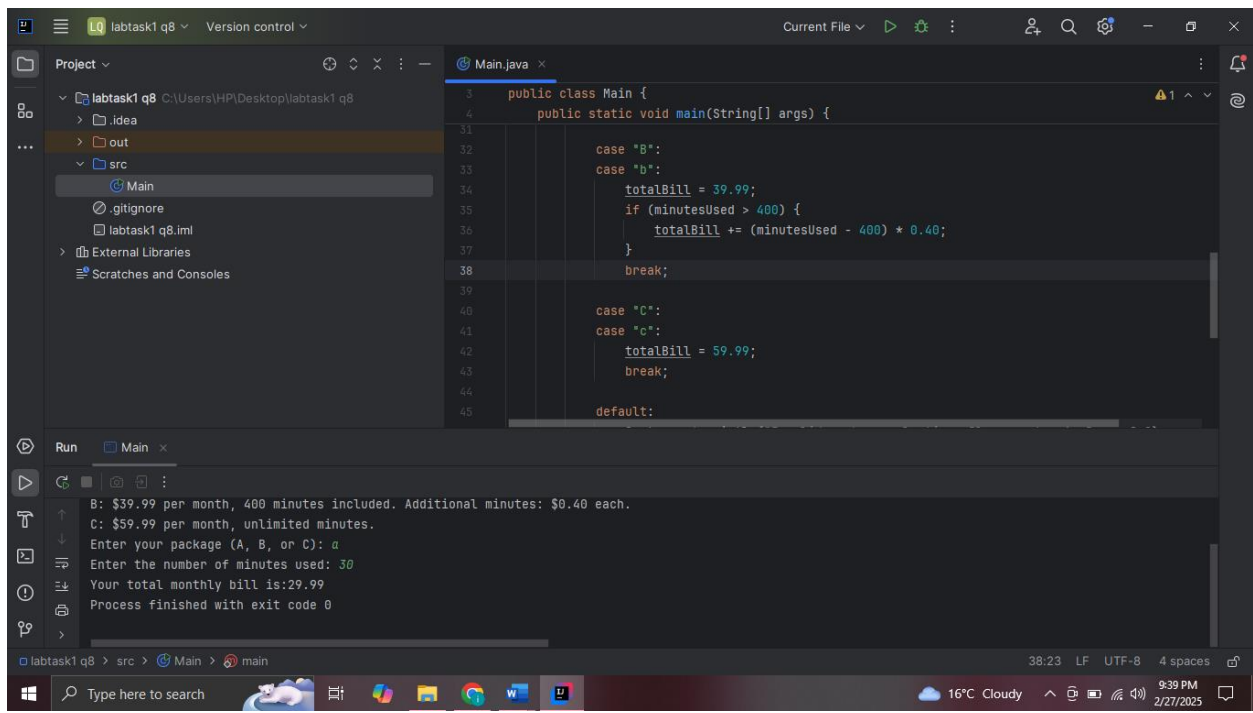 LQ labtask1 q8 Version control Current File
Project
Main.java
labtask1 q8 C:\Users\HP\Desktop\labtask1 q8
.idea
out
src
Main
.gitignore
labtask1 q8.iml
External Libraries
Scratches and Consoles
3 public class Main {
1
4 public static void main(String[] args) {
31
32 case "B":
33 case "b":
34 totalBill = 39.99;
35 if (minutesUsed > 400) {
36 totalBill += (minutesUsed - 400) * 0.40;
37 }
38 break;
39
40 case "C":
41 case "c":
42 totalBill = 59.99;
43 break;
44
45 default:
Run Main
B: $39.99 per month, 400 minutes included. Additional minutes: $0.40 each.
C: $59.99 per month, unlimited minutes.
Enter your package (A, B, or C): a
Enter the number of minutes used: 30
Your total monthly bill is:29.99
Process finished with exit code 0
labtask1 q8 > src > Main > main 38:23 LF UTF-8 4 spaces
Type here to search
16°C Cloudy
9:39 PM
2/27/2025